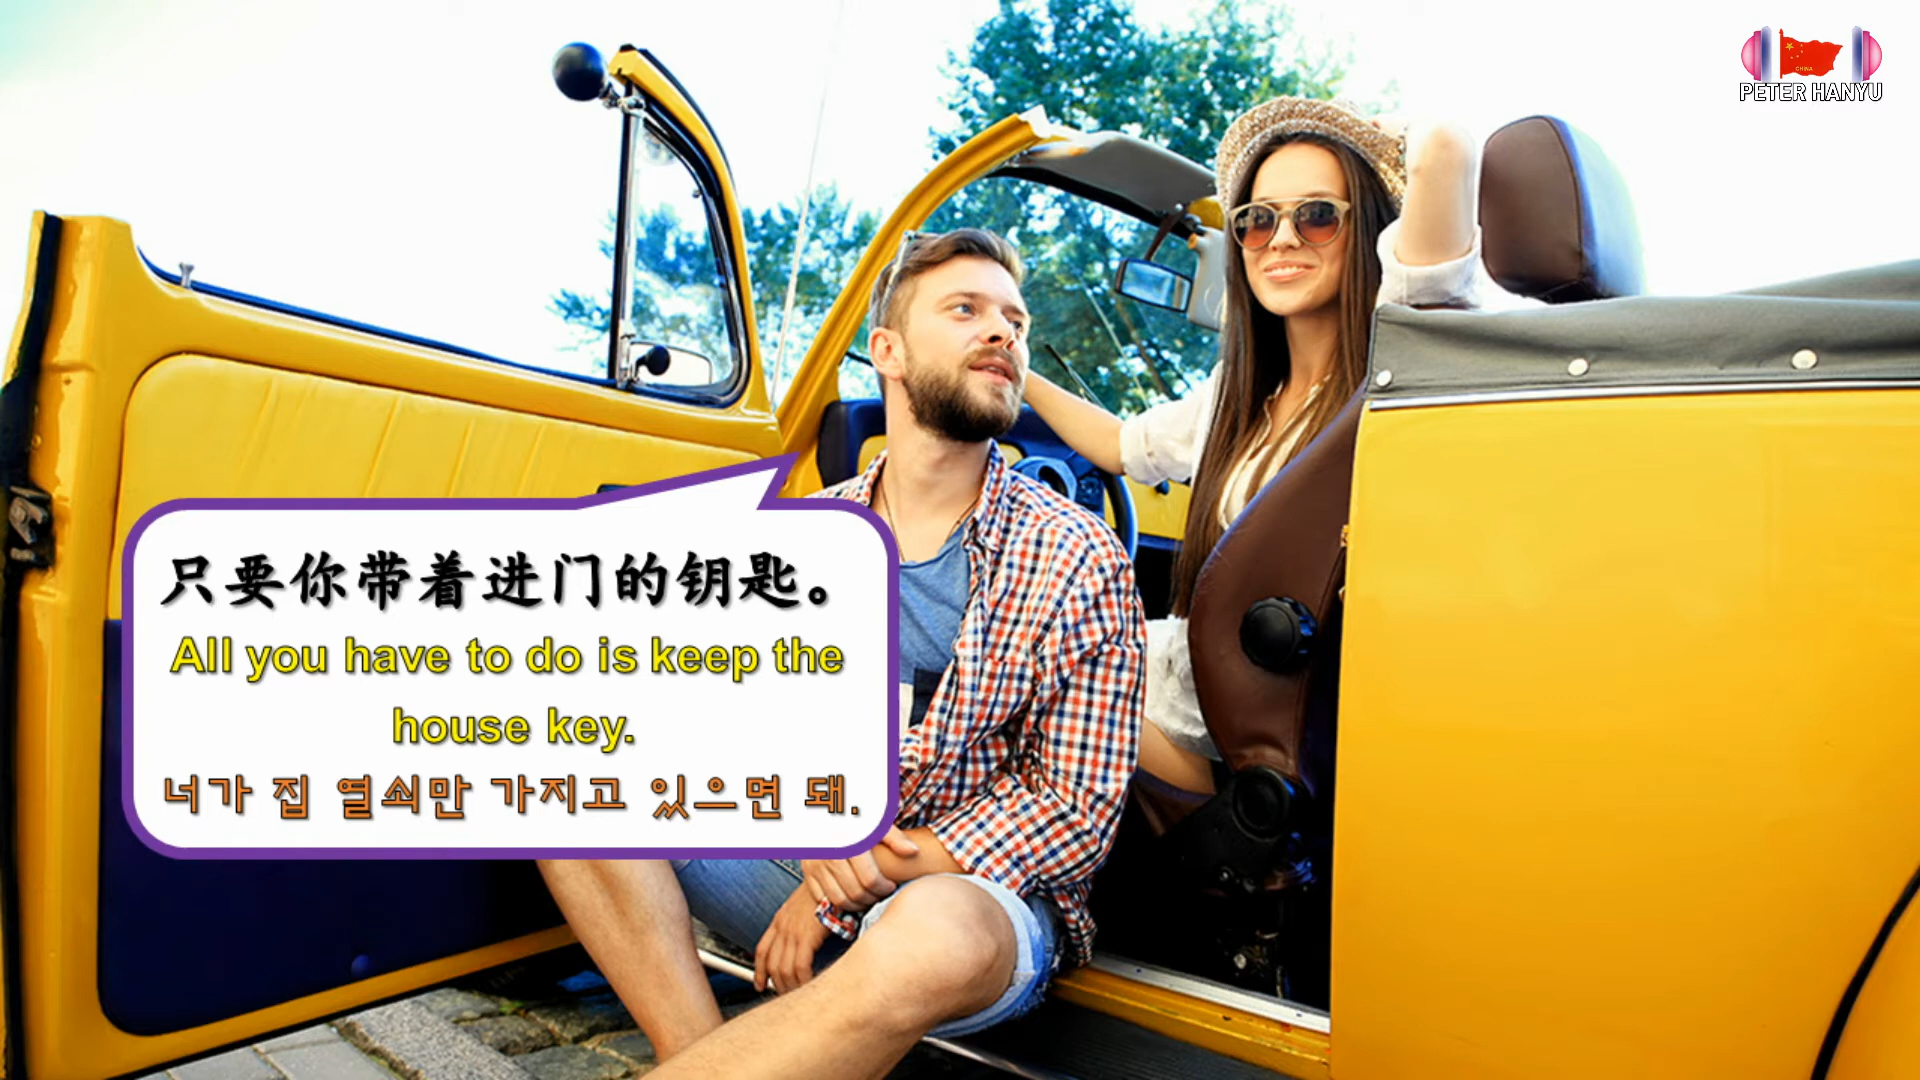 CHINA
PETER HANYU
只要你带着进门的钥匙。
All you have to do is keep the
house key.
너가 집 열쇠만 가지고 있으면 돼.